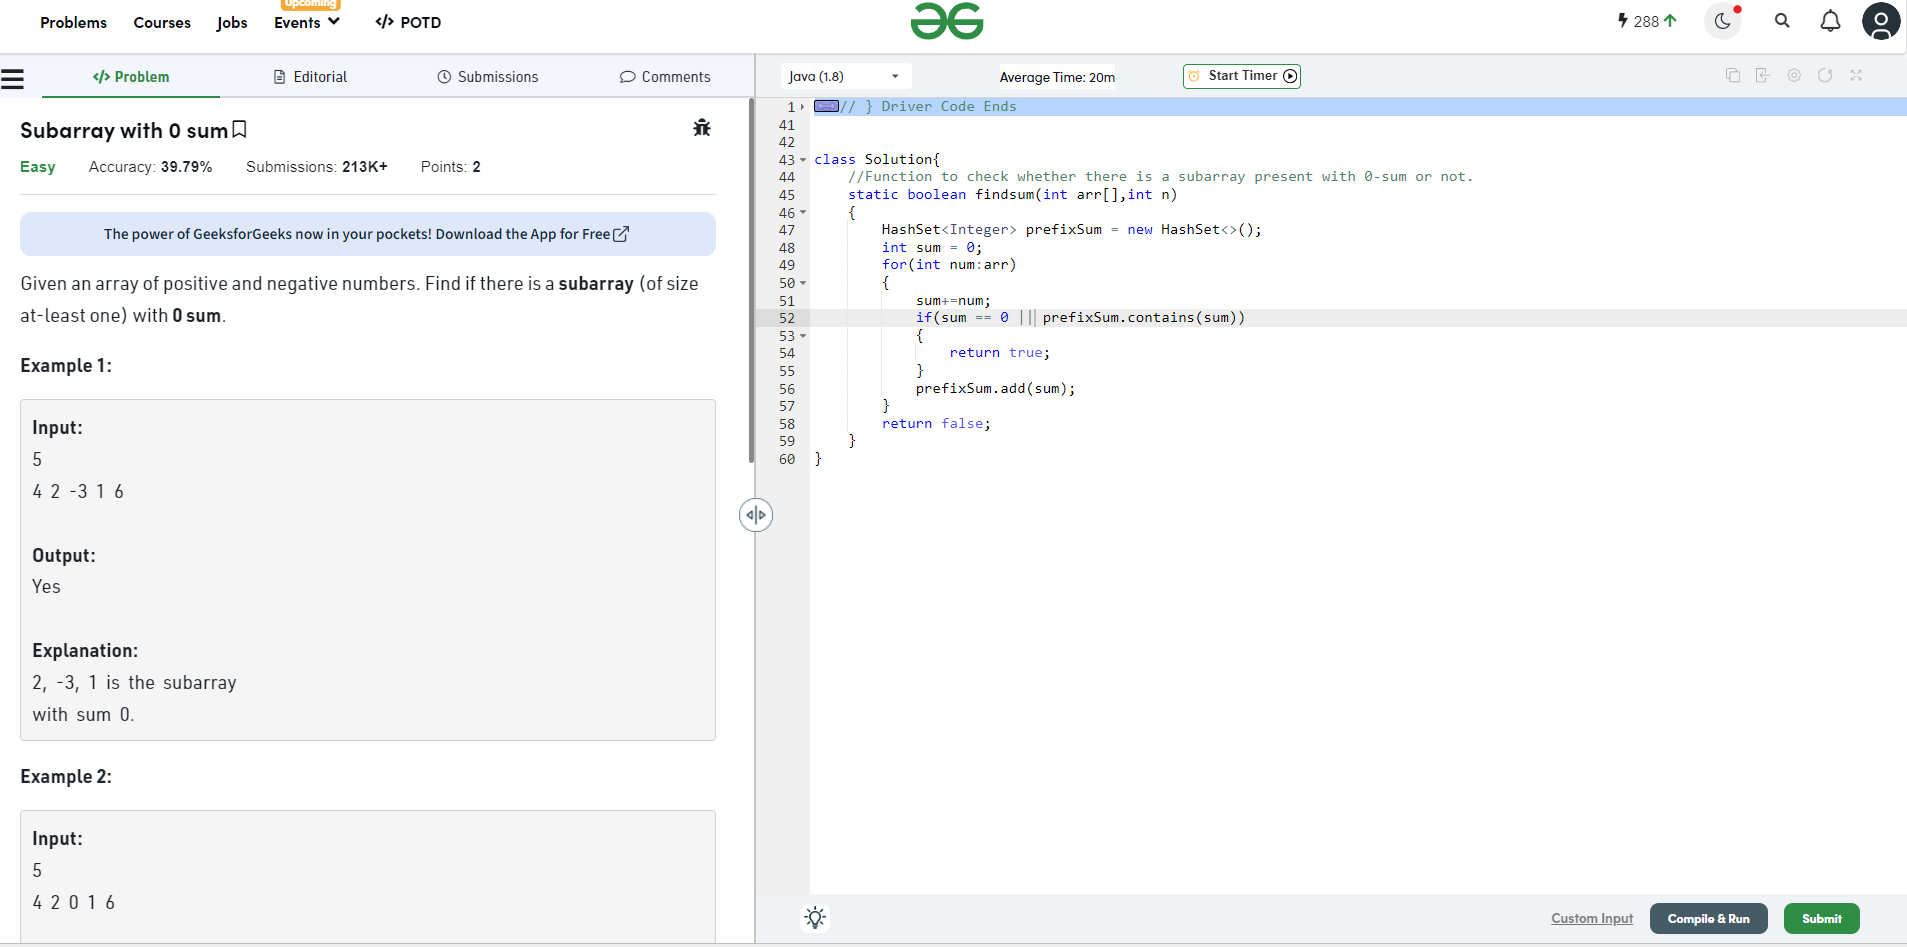 Problems Courses Jobs Events Upcoming </> POTD
288
</> Problem Editorial Submissions Comments
Java (1.8) Average Time: 20m Start Timer
Subarray with 0 sum
Easy Accuracy: 39.79% Submissions: 213K+ Points: 2
The power of GeeksforGeeks now in your pockets! Download the App for Free
Given an array of positive and negative numbers. Find if there is a subarray (of size
at-least one) with 0 sum.
Example 1:
Input:
5
4 2 -3 1 6
Output:
Yes
Explanation:
2, -3, 1 is the subarray
with sum 0.
Example 2:
Input:
5
4 2 0 1 6
1 // } Driver Code Ends
41
42
43 class Solution{
44 //Function to check whether there is a subarray present with 0-sum or not.
45 static boolean findsum(int arr[],int n)
46 {
47 HashSet<Integer> prefixSum = new HashSet<>();
48 int sum = 0;
49 for(int num:arr)
50 {
51 sum+=num;
52 if(sum == 0 || prefixSum.contains(sum))
53 {
54 return true;
55 }
56 prefixSum.add(sum);
57 }
58 return false;
59 }
60 }
Custom Input Compile & Run Submit